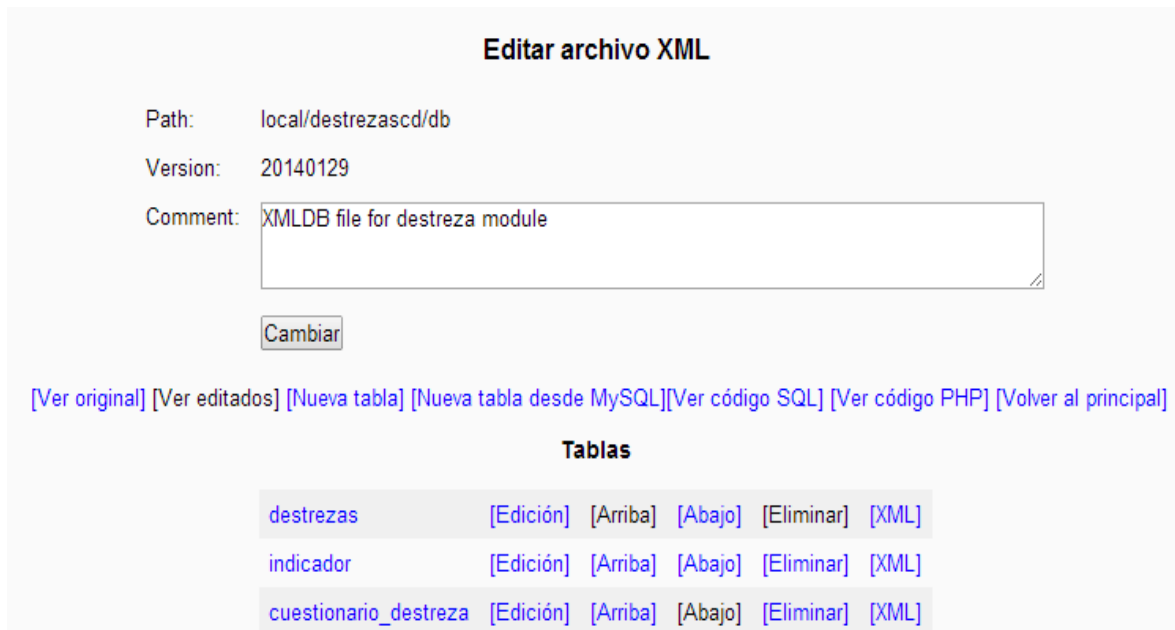 Editar archivo XML
Path: local/destrezascd/db
Version: 20140129
Comment: XMLDB file for destreza module
Cambiar
[Ver original] [Ver editados] [Nueva tabla] [Nueva tabla desde MySQL][Ver código SQL] [Ver código PHP] [Volver al principal]
Tablas
destrezas [Edición] [Arriba] [Abajo] [Eliminar] [XML]
indicador [Edición] [Arriba] [Abajo] [Eliminar] [XML]
cuestionario_destreza [Edición] [Arriba] [Abajo] [Eliminar] [XML]